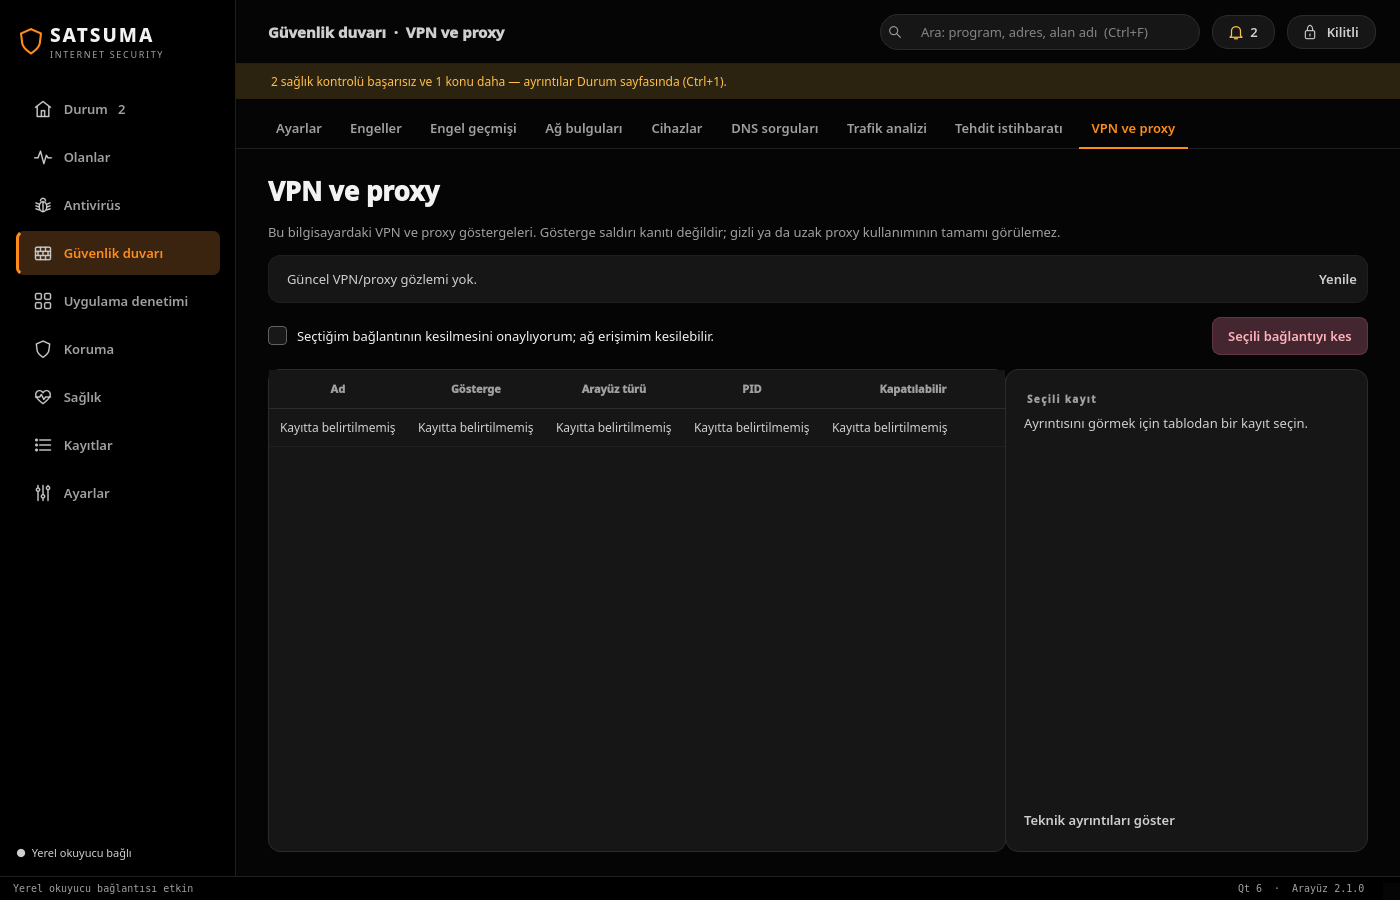 SATSUMA
INTERNET SECURITY
Durum 2
Olanlar
Antivirüs
Güvenlik duvarı
Uygulama denetimi
Koruma
Sağlık
Kayıtlar
Ayarlar
Yerel okuyucu bağlı
Güvenlik duvarı · VPN ve proxy
Ara: program, adres, alan adı (Ctrl+F)
2
Kilitli
2 sağlık kontrolü başarısız ve 1 konu daha — ayrıntılar Durum sayfasında (Ctrl+1).
Ayarlar Engeller Engel geçmişi Ağ bulguları Cihazlar DNS sorguları Trafik analizi Tehdit istihbaratı VPN ve proxy
VPN ve proxy
Bu bilgisayardaki VPN ve proxy göstergeleri. Gösterge saldırı kanıtı değildir; gizli ya da uzak proxy kullanımının tamamı görülemez.
Güncel VPN/proxy gözlemi yok.
Yenile
Seçtiğim bağlantının kesilmesini onaylıyorum; ağ erişimim kesilebilir.
Seçili bağlantıyı kes
Ad Gösterge Arayüz türü PID Kapatılabilir
Kayıtta belirtilmemiş Kayıtta belirtilmemiş Kayıtta belirtilmemiş Kayıtta belirtilmemiş Kayıtta belirtilmemiş
Seçili kayıt
Ayrıntısını görmek için tablodan bir kayıt seçin.
Teknik ayrıntıları göster
Yerel okuyucu bağlantısı etkin
Qt 6 · Arayüz 2.1.0